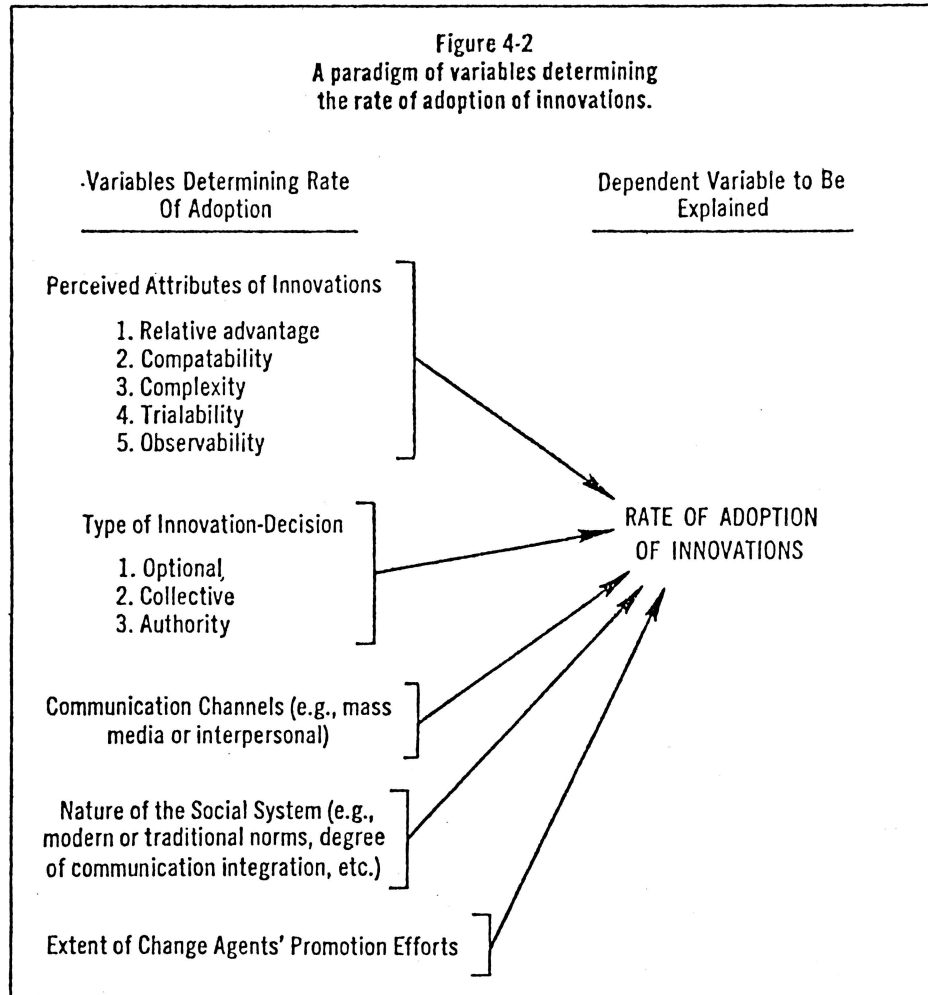 Figure 4-2
A paradigm of variables determining
the rate of adoption of innovations.
Variables Determining Rate
Of Adoption
Dependent Variable to Be
Explained
Perceived Attributes of Innovations
1. Relative advantage
2. Compatability
3. Complexity
4. Trialability
5. Observability
Type of Innovation-Decision
1. Optional
2. Collective
3. Authority
RATE OF ADOPTION
OF INNOVATIONS
Communication Channels (e.g., mass
media or interpersonal)
Nature of the Social System (e.g.,
modern or traditional norms, degree
of communication integration, etc.)
Extent of Change Agents' Promotion Efforts